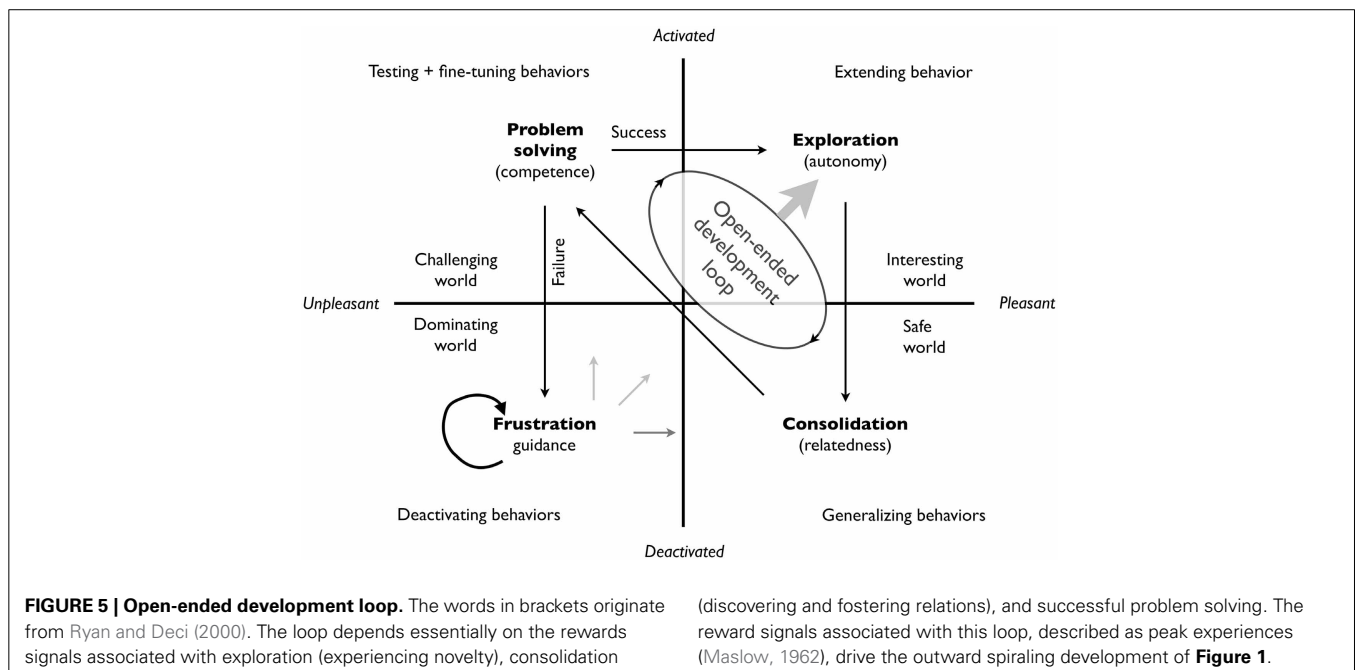 Activated
Testing + fine-tuning behaviors
Extending behavior
Problem
solving
(competence)
Success
Exploration
(autonomy)
Open-ended
development
loop
Failure
Challenging
world
Interesting
world
Unpleasant
Pleasant
Dominating
world
Safe
world
Frustration
guidance
Consolidation
(relatedness)
Deactivating behaviors
Generalizing behaviors
Deactivated
FIGURE 5 | Open-ended development loop. The words in brackets originate
from Ryan and Deci (2000). The loop depends essentially on the rewards
signals associated with exploration (experiencing novelty), consolidation
(discovering and fostering relations), and successful problem solving. The
reward signals associated with this loop, described as peak experiences
(Maslow, 1962), drive the outward spiraling development of Figure 1.